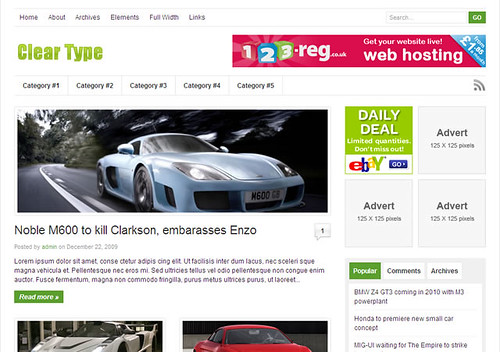 Home About Archives Elements Full Width Links Search... GO
Clear Type
123-reg.co.uk Get your website live! web hosting From £1.85 a month
Category #1 Category #2 Category #3 Category #4 Category #5
M600 GB
Noble M600 to kill Clarkson, embarasses Enzo
1
Posted by admin on December 22, 2009
Lorem ipsum dolor sit amet, conse ctetur adipis cing elit. Ut facilisis inter dum lacus, nec sceleri sque
magna vehicula et. Pellentesque nec eros mi. Sed ultricies tellus vel odio pellentesque non congue enim
auctor. Fusce fermentum, magna non commodo fringilla, purus metus ultrices purus, ut laoreet...
Read more »
DAILY
DEAL
Limited quantities.
Don't miss out!
ebay GO >
Advert
125 X 125 pixels
Advert
125 X 125 pixels
Advert
125 X 125 pixels
Popular Comments Archives
BMW Z4 GT3 coming in 2010 with M3
powerplant
Honda to premiere new small car
concept
MIG-UI waiting for The Empire to strike